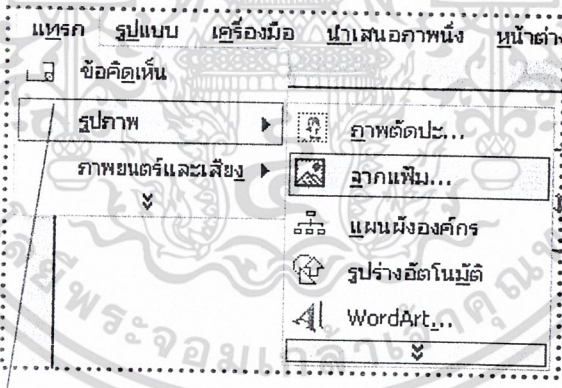 แทรก รูปแบบ เครื่องมือ นำเสนอภาพนิ่ง หน้าต่าง
ข้อคิดเห็น
รูปภาพ
ภาพยนตร์และเสียง
ภาพตัดปะ...
จากแฟ้ม...
แผนผังองค์กร
รูปร่างอัตโนมัติ
WordArt...